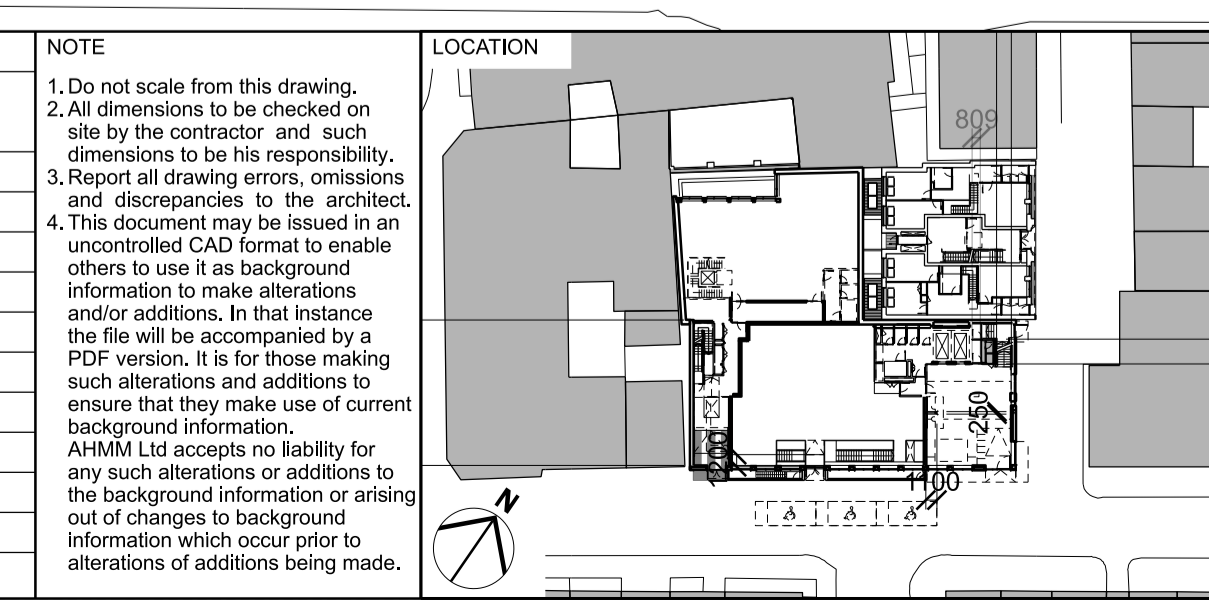 NOTE
1. Do not scale from this drawing.
2. All dimensions to be checked on
site by the contractor and such
dimensions to be his responsibility.
3. Report all drawing errors, omissions
and discrepancies to the architect.
4. This document may be issued in an
uncontrolled CAD format to enable
others to use it as background
information to make alterations
and/or additions. In that instance
the file will be accompanied by a
PDF version. It is for those making
such alterations and additions to
ensure that they make use of current
background information.
AHMM Ltd accepts no liability for
any such alterations or additions to
the background information or arising
out of changes to background
information which occur prior to
alterations of additions being made.
LOCATION
809
250
1200
1100
N